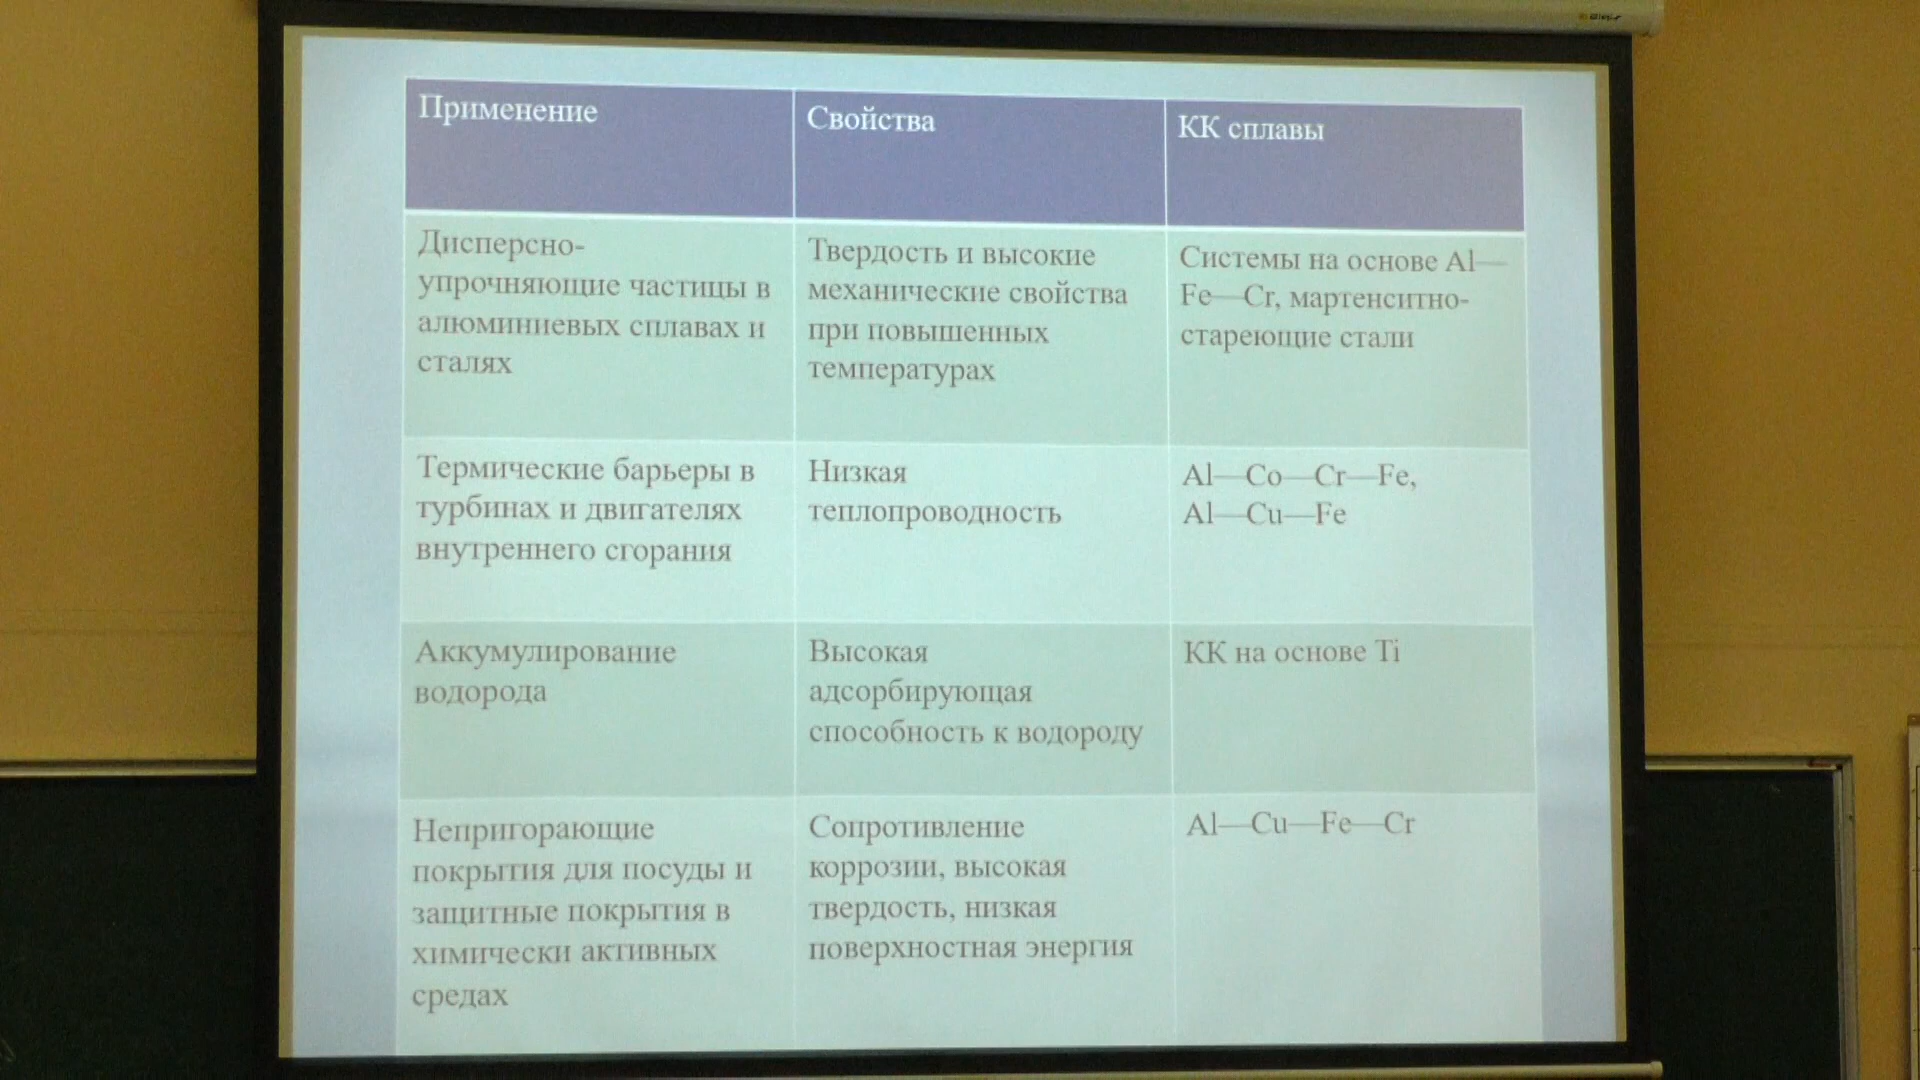 Применение
Свойства
КК сплавы
Дисперсно-
упрочняющие частицы в
алюминиевых сплавах и
сталях
Твердость и высокие
механические свойства
при повышенных
температурах
Системы на основе Al—
Fe—Cr, мартенситно-
стареющие стали
Термические барьеры в
турбинах и двигателях
внутреннего сгорания
Низкая
теплопроводность
Al—Co—Cr—Fe,
Al—Cu—Fe
Аккумулирование
водорода
Высокая
адсорбирующая
способность к водороду
КК на основе Ti
Непригорающие
покрытия для посуды и
защитные покрытия в
химически активных
средах
Сопротивление
коррозии, высокая
твердость, низкая
поверхностная энергия
Al—Cu—Fe—Cr